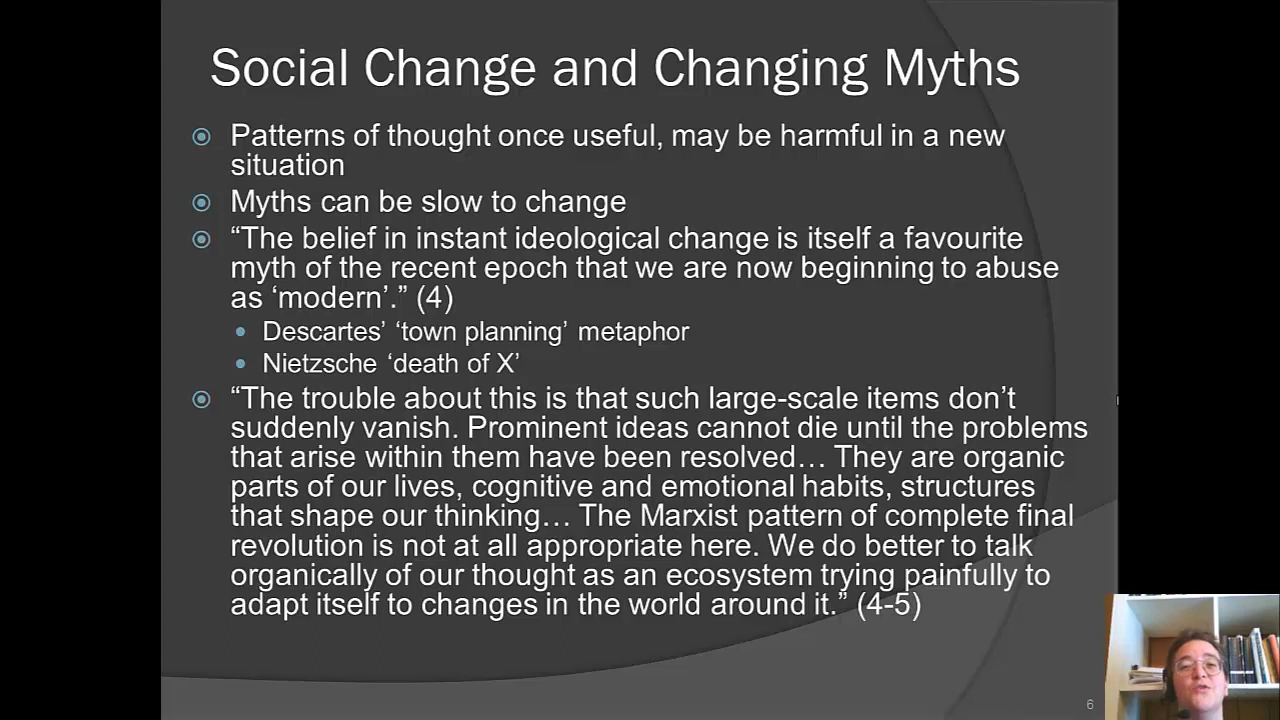 Social Change and Changing Myths
Patterns of thought once useful, may be harmful in a new
situation
Myths can be slow to change
“The belief in instant ideological change is itself a favourite
myth of the recent epoch that we are now beginning to abuse
as ‘modern’.” (4)
Descartes’ ‘town planning’ metaphor
Nietzsche ‘death of X’
“The trouble about this is that such large-scale items don’t
suddenly vanish. Prominent ideas cannot die until the problems
that arise within them have been resolved… They are organic
parts of our lives, cognitive and emotional habits, structures
that shape our thinking… The Marxist pattern of complete final
revolution is not at all appropriate here. We do better to talk
organically of our thought as an ecosystem trying painfully to
adapt itself to changes in the world around it.” (4-5)
6